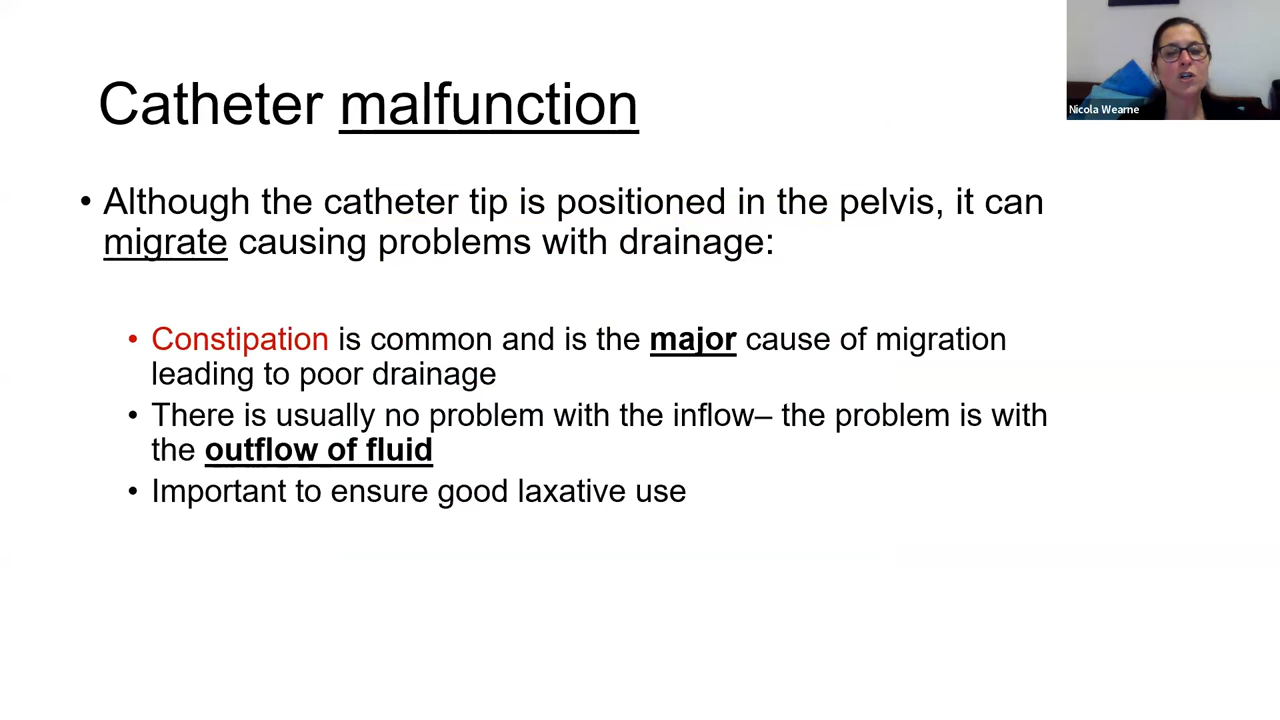 Catheter malfunction
Nicola Wearne
• Although the catheter tip is positioned in the pelvis, it can
migrate causing problems with drainage:
• Constipation is common and is the major cause of migration
leading to poor drainage
• There is usually no problem with the inflow– the problem is with
the outflow of fluid
• Important to ensure good laxative use